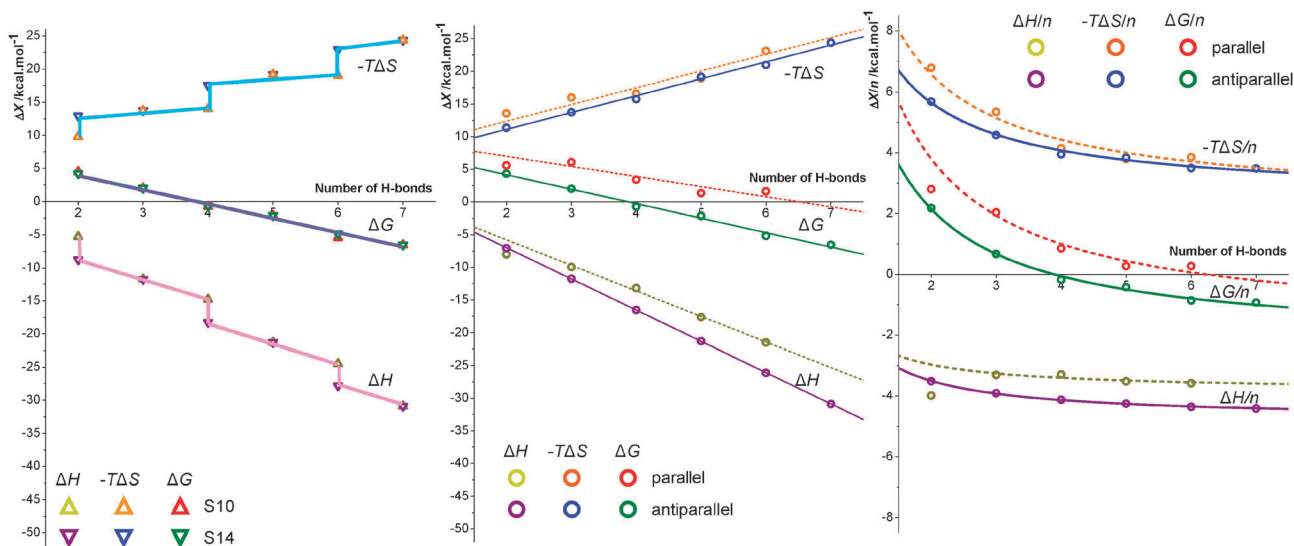 ΔX /kcal.mol⁻¹
25
20
15
10
5
0
-5
-10
-15
-20
-25
-30
-35
-40
-45
-50
-TΔS
Number of H-bonds
2 3 4 5 6 7
ΔG
ΔH
ΔH -TΔS ΔG
S10
S14
ΔX /kcal.mol⁻¹
25
20
15
10
5
0
-5
-10
-15
-20
-25
-30
-35
-40
-45
-50
-TΔS
Number of H-bonds
2 3 4 5 6 7
ΔG
ΔH
ΔH -TΔS ΔG
parallel
antiparallel
ΔX/n /kcal.mol⁻¹
8
6
4
2
0
-2
-4
-6
-8
ΔH/n -TΔS/n ΔG/n
parallel
antiparallel
-TΔS/n
Number of H-bonds
2 3 4 5 6 7
ΔG/n
ΔH/n